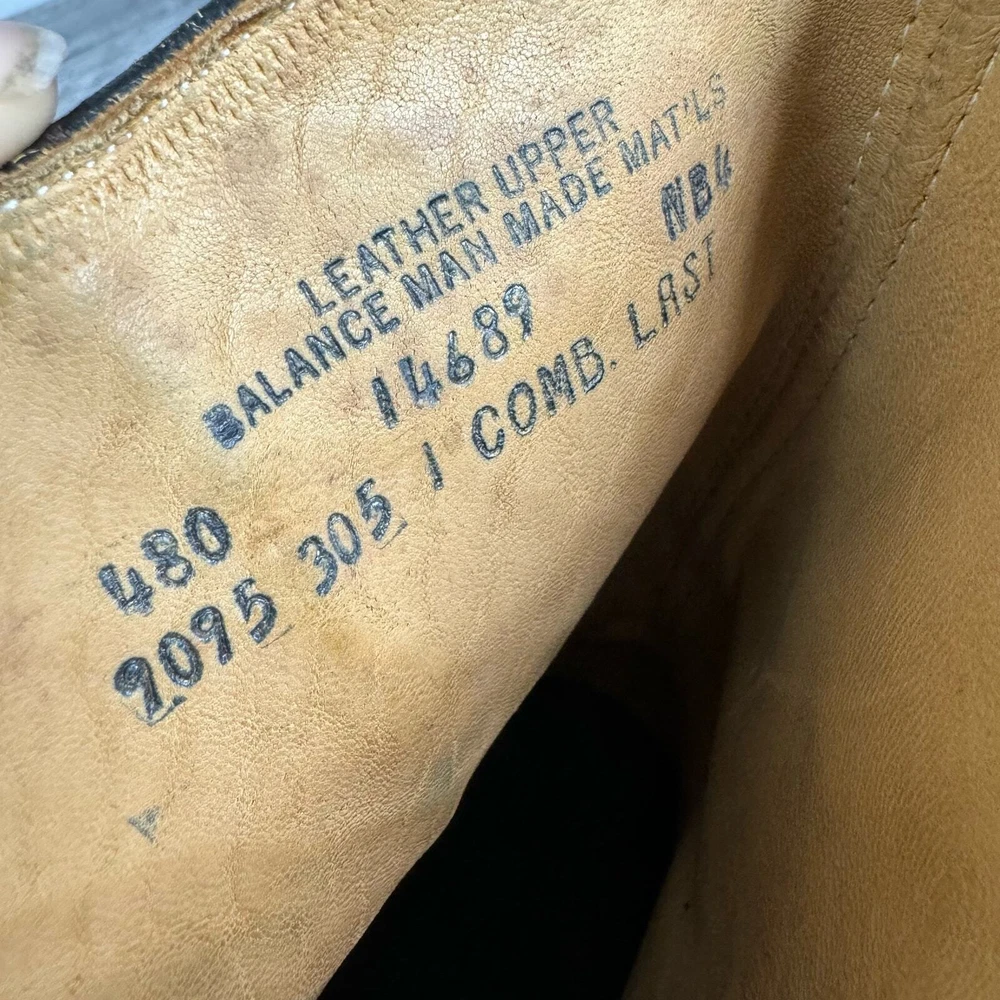 LEATHER UPPER
BALANCE MAN MADE MAT'LS
14689 NB4
480 305 1 COMB. LAST
9095